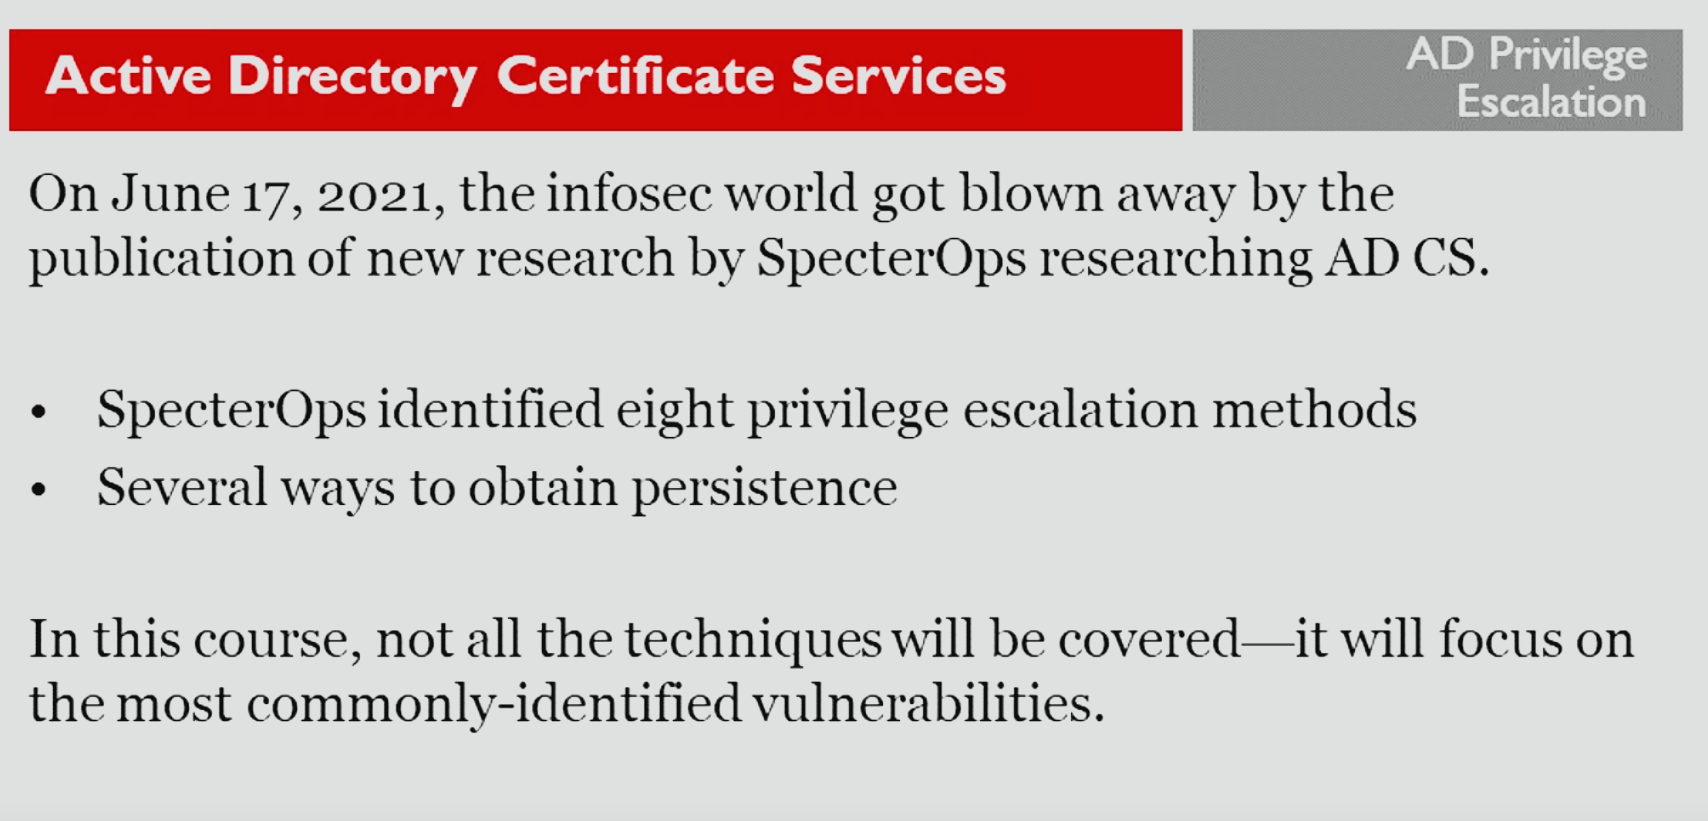 Active Directory Certificate Services
AD Privilege
Escalation
On June 17, 2021, the infosec world got blown away by the
publication of new research by SpecterOps researching AD CS.
• SpecterOps identified eight privilege escalation methods
• Several ways to obtain persistence
In this course, not all the techniques will be covered—it will focus on
the most commonly-identified vulnerabilities.